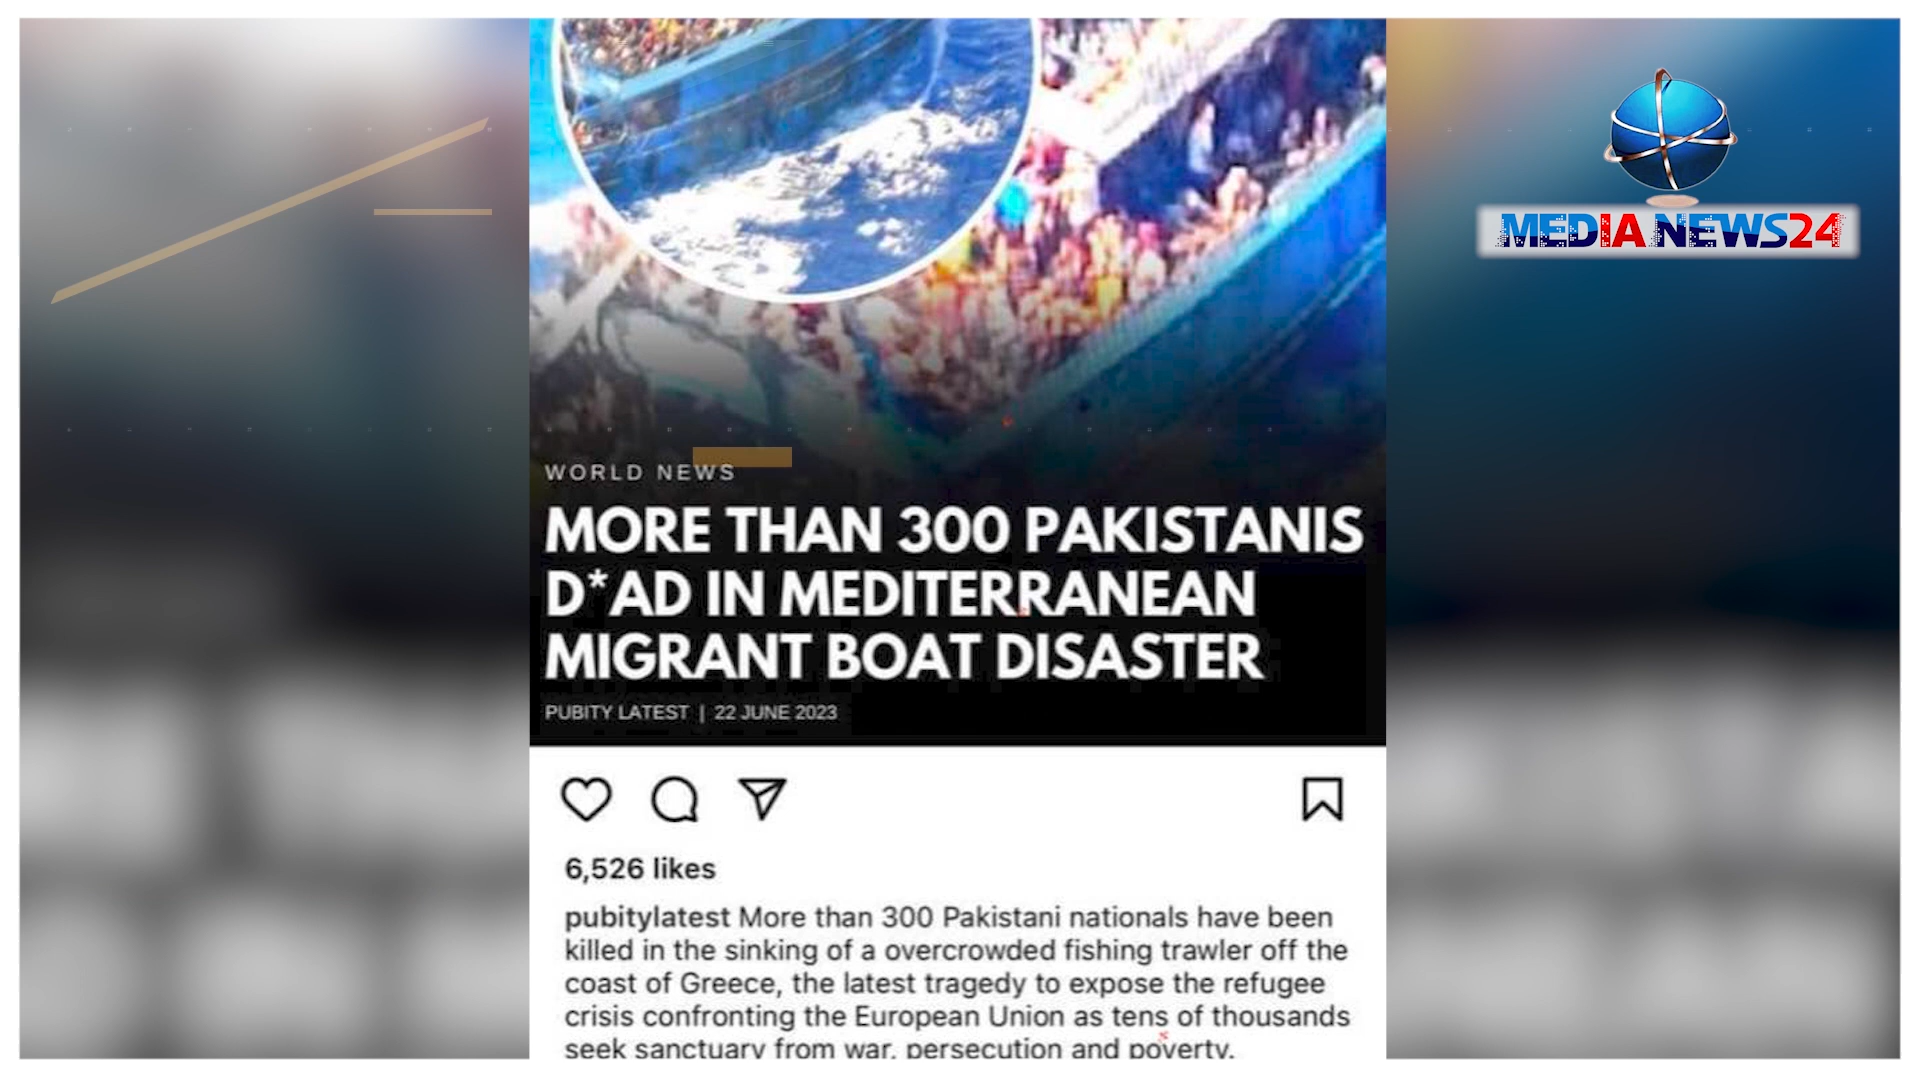 MEDIA NEWS24
WORLD NEWS
MORE THAN 300 PAKISTANIS
D*AD IN MEDITERRANEAN
MIGRANT BOAT DISASTER
PUBITY LATEST | 22 JUNE 2023
6,526 likes
pubitylatest More than 300 Pakistani nationals have been
killed in the sinking of a overcrowded fishing trawler off the
coast of Greece, the latest tragedy to expose the refugee
crisis confronting the European Union as tens of thousands
seek sanctuary from war, persecution and poverty.